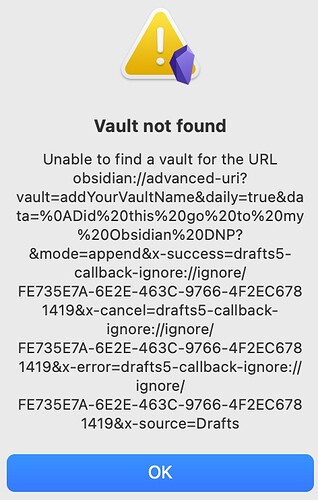 Vault not found
Unable to find a vault for the URL
obsidian://advanced-uri?
vault=addYourVaultName&daily=true&da
ta=%0ADid%20this%20go%20to%20my
%20Obsidian%20DNP?
&mode=append&x-success=drafts5-
callback-ignore://ignore/
FE735E7A-6E2E-463C-9766-4F2EC678
1419&x-cancel=drafts5-callback-
ignore://ignore/
FE735E7A-6E2E-463C-9766-4F2EC678
1419&x-error=drafts5-callback-ignore://
ignore/
FE735E7A-6E2E-463C-9766-4F2EC678
1419&x-source=Drafts
OK